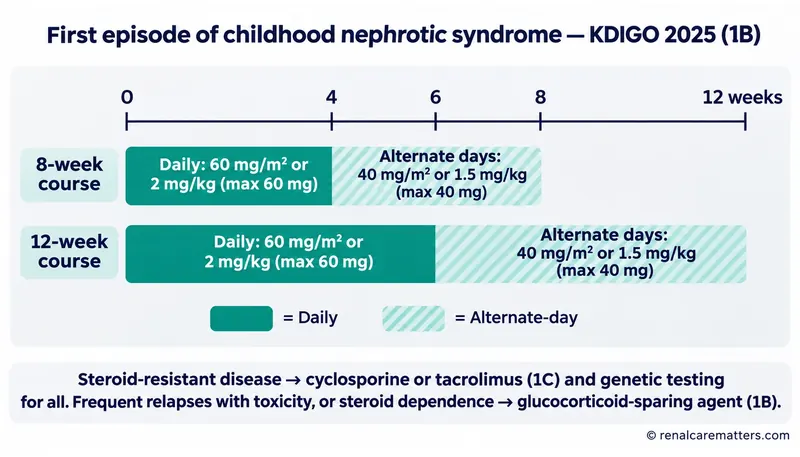 First episode of childhood nephrotic syndrome — KDIGO 2025 (1B)
0 4 6 8 12 weeks
8-week
course
Daily: 60 mg/m² or
2 mg/kg (max 60 mg)
Alternate days:
40 mg/m² or 1.5 mg/kg
(max 40 mg)
12-week
course
Daily: 60 mg/m² or
2 mg/kg (max 60 mg)
Alternate days:
40 mg/m² or 1.5 mg/kg
(max 40 mg)
= Daily
= Alternate-day
Steroid-resistant disease → cyclosporine or tacrolimus (1C) and genetic testing
for all. Frequent relapses with toxicity, or steroid dependence → glucocorticoid-sparing agent (1B).
© renalcarematters.com